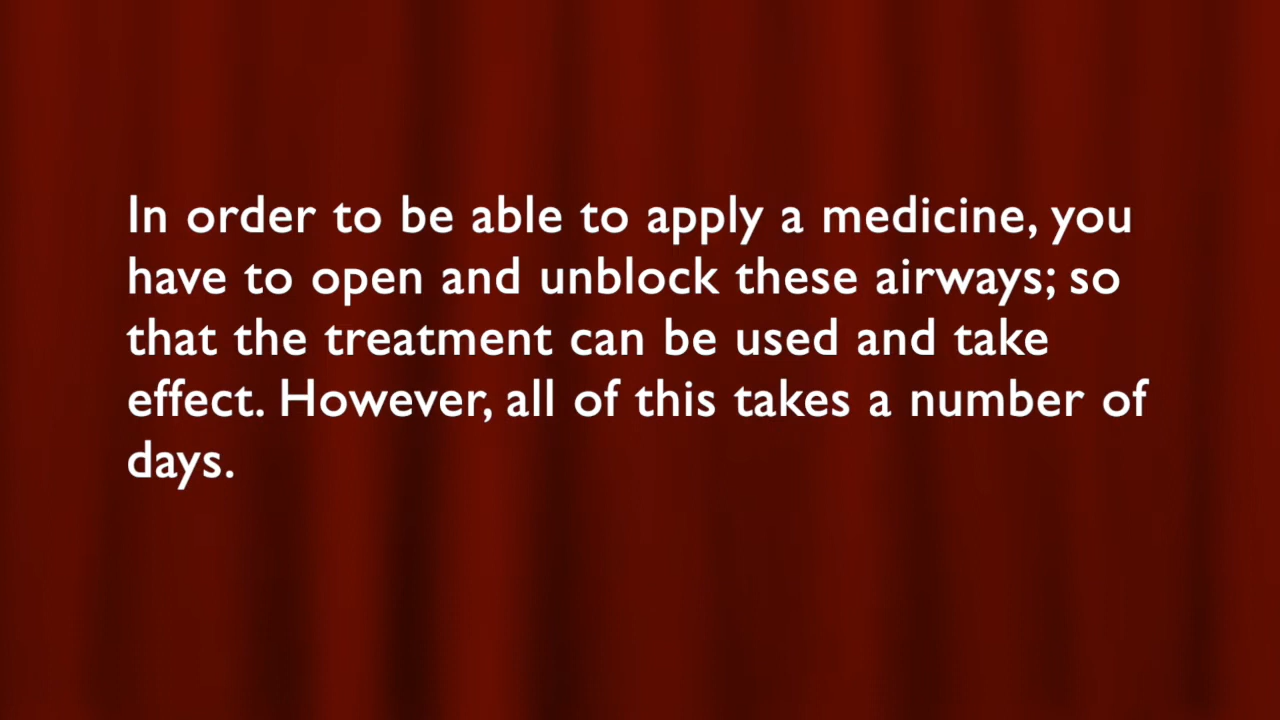 In order to be able to apply a medicine, you
have to open and unblock these airways; so
that the treatment can be used and take
effect. However, all of this takes a number of
days.